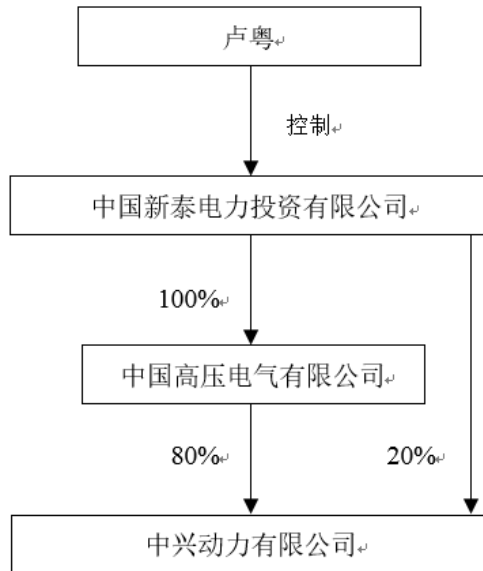 卢粤
控制
中国新泰电力投资有限公司
100%
中国高压电气有限公司
80%
20%
中兴动力有限公司